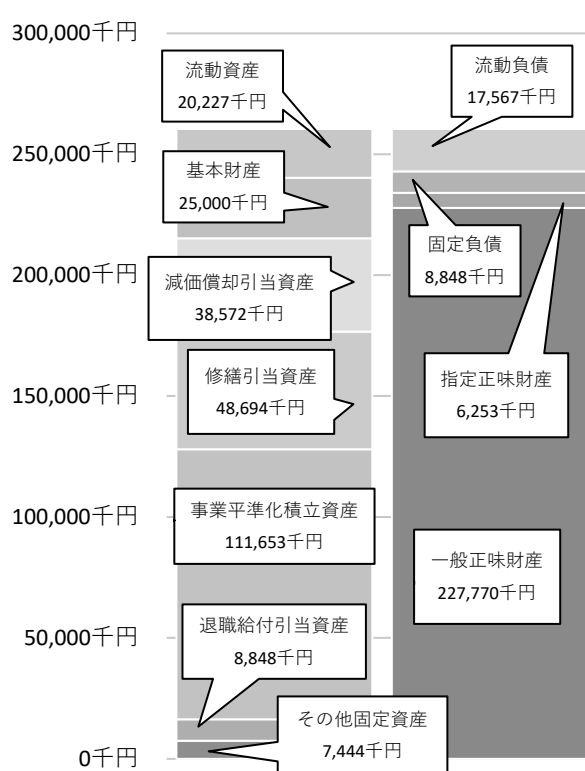 300,000千円
250,000千円
200,000千円
150,000千円
100,000千円
50,000千円
0千円
流動資産
20,227千円
基本財産
25,000千円
減価償却引当資産
38,572千円
修繕引当資産
48,694千円
事業平準化積立資産
111,653千円
退職給付引当資産
8,848千円
その他固定資産
7,444千円
流動負債
17,567千円
固定負債
8,848千円
指定正味財産
6,253千円
一般正味財産
227,770千円